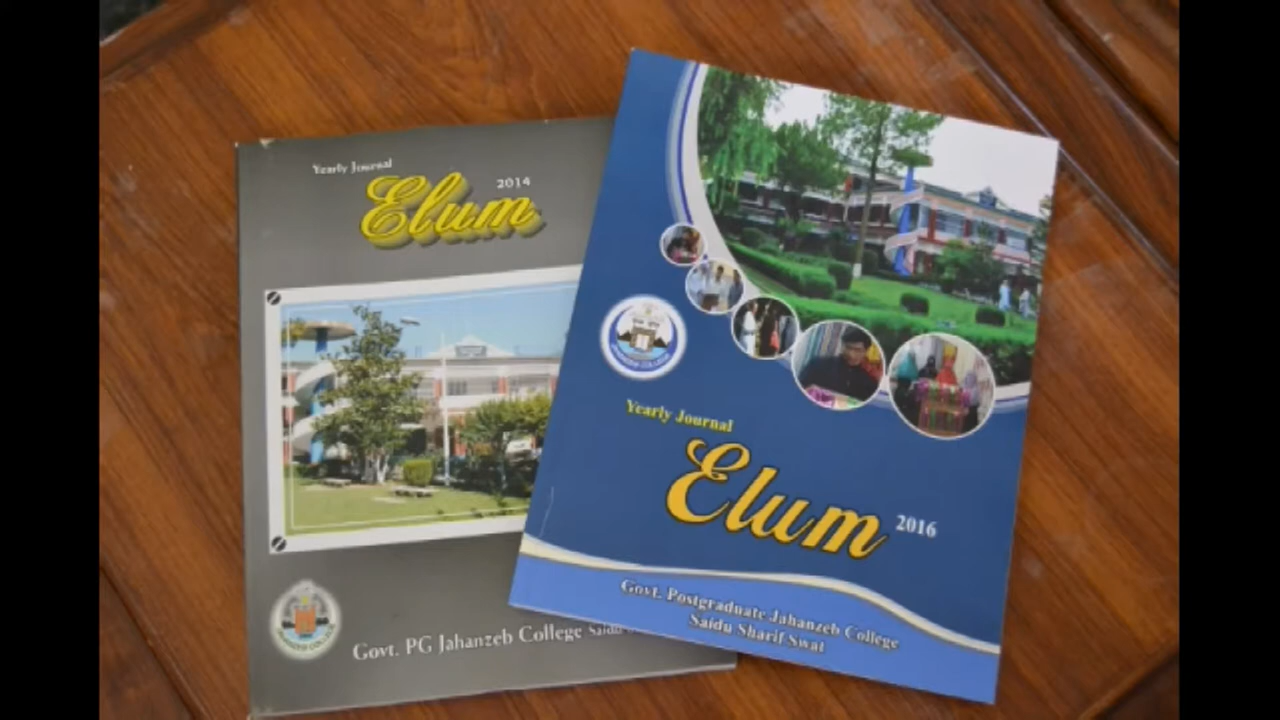 Yearly Journal
Elum
2014
Govt. PG Jahanzeb College Saidu
Yearly Journal
Elum
2016
Govt. Postgraduate Jahanzeb College
Saidu Sharif Swat